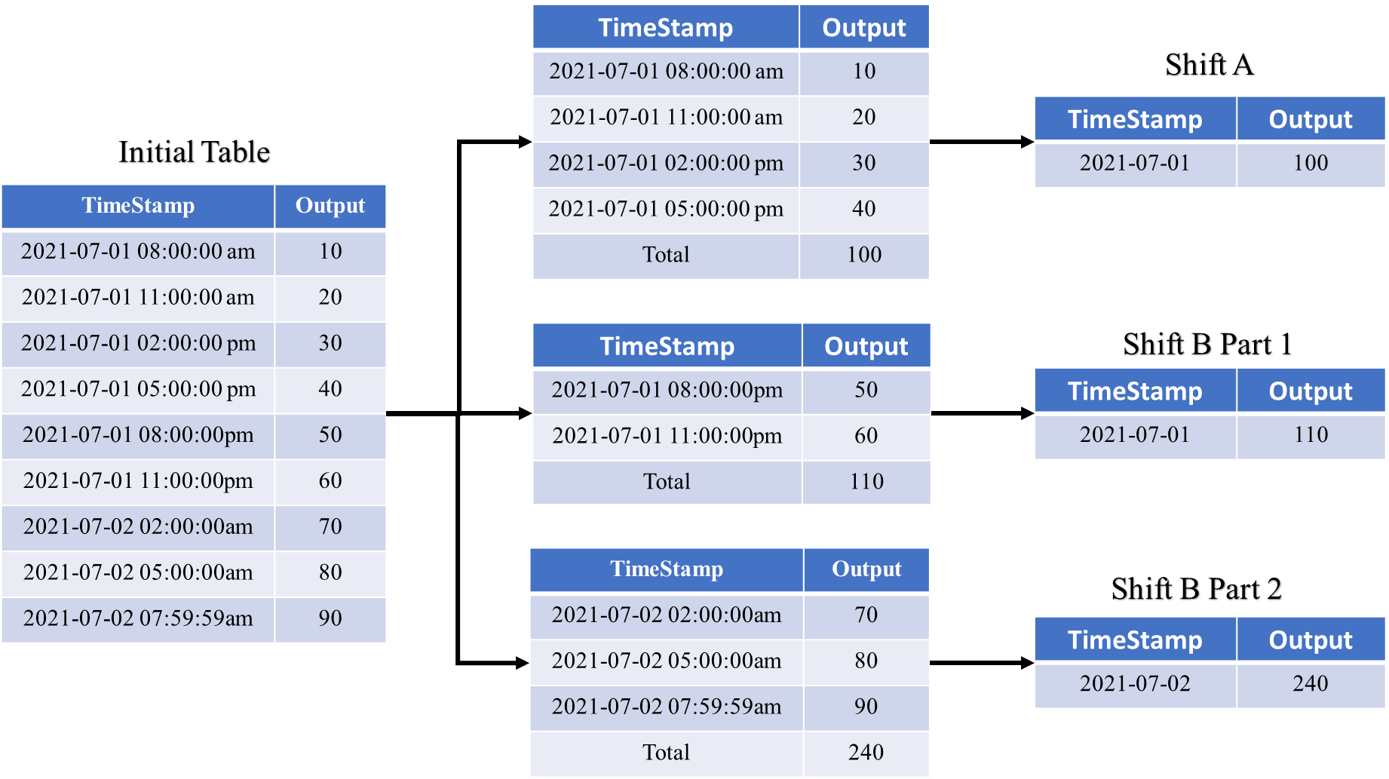 Initial Table
TimeStamp Output
2021-07-01 08:00:00 am 10
2021-07-01 11:00:00 am 20
2021-07-01 02:00:00 pm 30
2021-07-01 05:00:00 pm 40
2021-07-01 08:00:00pm 50
2021-07-01 11:00:00pm 60
2021-07-02 02:00:00am 70
2021-07-02 05:00:00am 80
2021-07-02 07:59:59am 90
TimeStamp Output
2021-07-01 08:00:00 am 10
2021-07-01 11:00:00 am 20
2021-07-01 02:00:00 pm 30
2021-07-01 05:00:00 pm 40
Total 100
Shift A
TimeStamp Output
2021-07-01 100
TimeStamp Output
2021-07-01 08:00:00pm 50
2021-07-01 11:00:00pm 60
Total 110
Shift B Part 1
TimeStamp Output
2021-07-01 110
TimeStamp Output
2021-07-02 02:00:00am 70
2021-07-02 05:00:00am 80
2021-07-02 07:59:59am 90
Total 240
Shift B Part 2
TimeStamp Output
2021-07-02 240